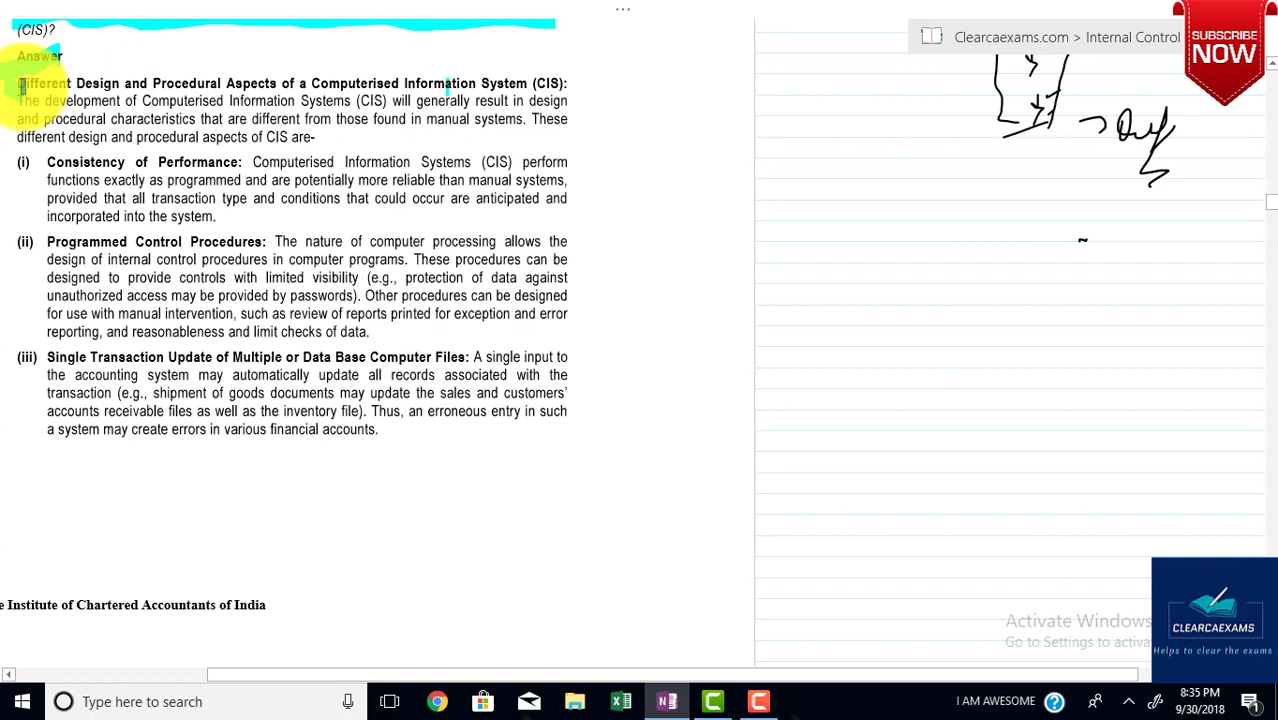 (CIS)?
Answer
Different Design and Procedural Aspects of a Computerised Information System (CIS):
The development of Computerised Information Systems (CIS) will generally result in design
and procedural characteristics that are different from those found in manual systems. These
different design and procedural aspects of CIS are-
(i) Consistency of Performance: Computerised Information Systems (CIS) perform
functions exactly as programmed and are potentially more reliable than manual systems,
provided that all transaction type and conditions that could occur are anticipated and
incorporated into the system.
(ii) Programmed Control Procedures: The nature of computer processing allows the
design of internal control procedures in computer programs. These procedures can be
designed to provide controls with limited visibility (e.g., protection of data against
unauthorized access may be provided by passwords). Other procedures can be designed
for use with manual intervention, such as review of reports printed for exception and error
reporting, and reasonableness and limit checks of data.
(iii) Single Transaction Update of Multiple or Data Base Computer Files: A single input to
the accounting system may automatically update all records associated with the
transaction (e.g., shipment of goods documents may update the sales and customers'
accounts receivable files as well as the inventory file). Thus, an erroneous entry in such
a system may create errors in various financial accounts.
e Institute of Chartered Accountants of India
Clearcaexams.com > Internal Control
SUBSCRIBE
NOW
Activate Windows
Go to Settings to activa
CLEARCAEXAMS
Helps to clear the exams
Type here to search
I AM AWESOME
8:35 PM
9/30/2018
1